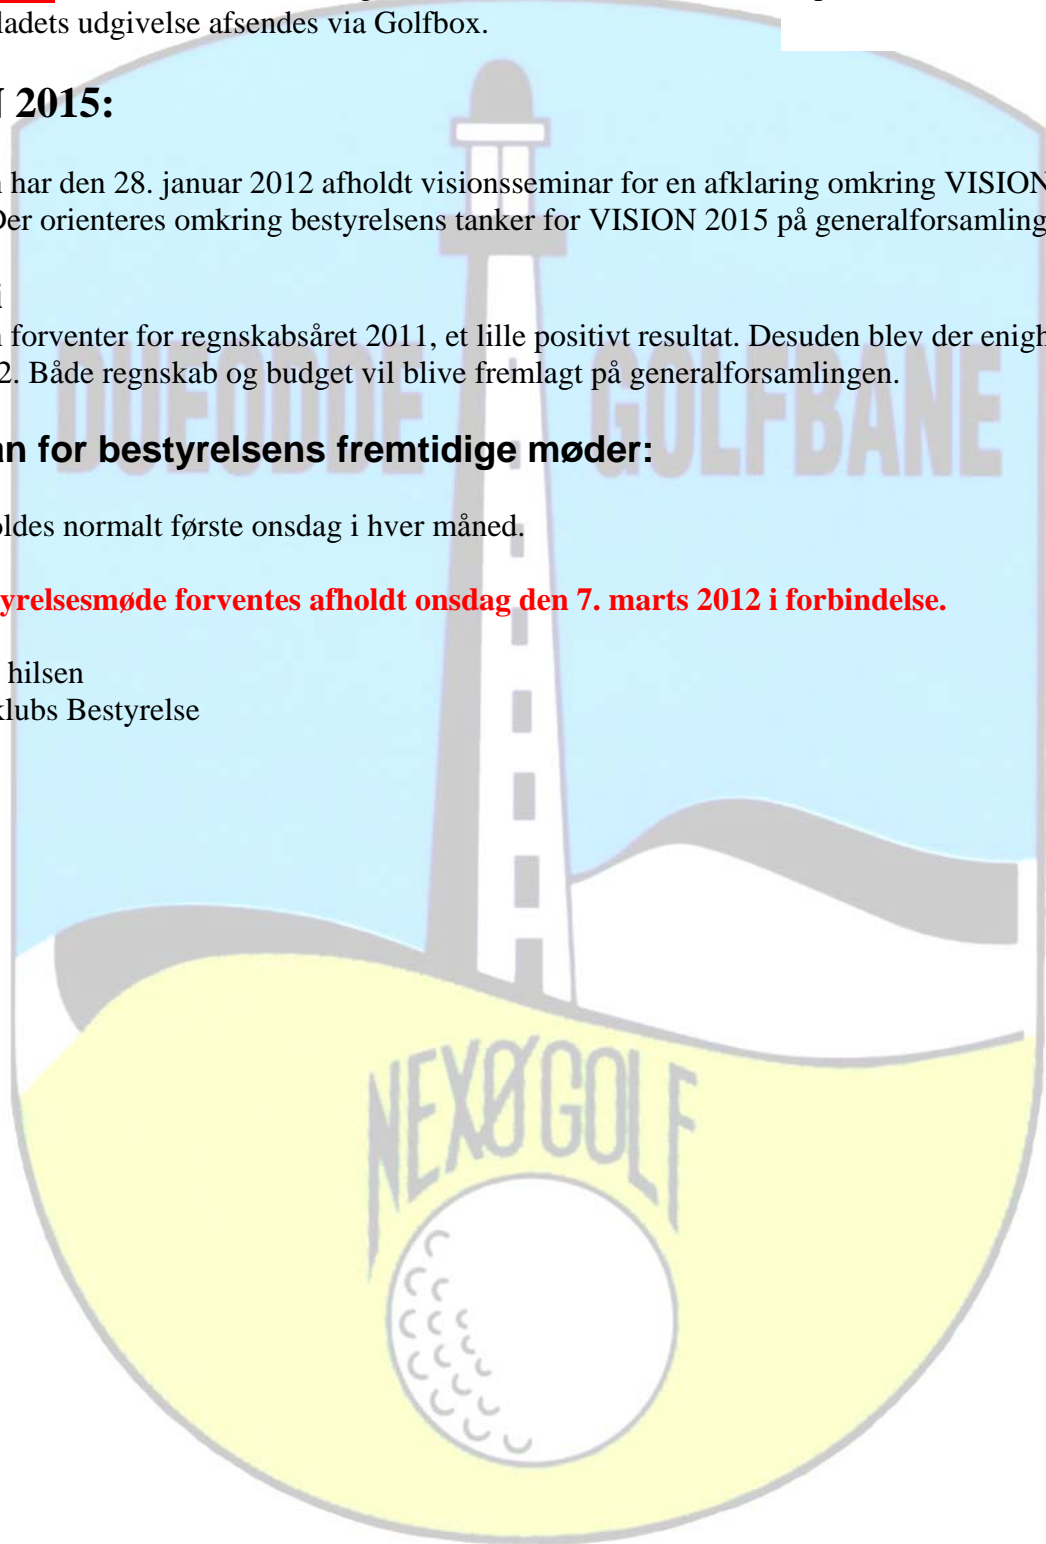 ladets udgivelse afsendes via Golfbox.
N 2015:
n har den 28. januar 2012 afholdt visionsseminar for en afklaring omkring VISION
Der orienteres omkring bestyrelsens tanker for VISION 2015 på generalforsamling
i
n forventer for regnskabsåret 2011, et lille positivt resultat. Desuden blev der enigh
2. Både regnskab og budget vil blive fremlagt på generalforsamlingen.
DUEODDE GOLFBANE
an for bestyrelsens fremtidige møder:
oldes normalt første onsdag i hver måned.
yrelsesmøde forventes afholdt onsdag den 7. marts 2012 i forbindelse.
hilsen
klubs Bestyrelse
NEXØ GOLF